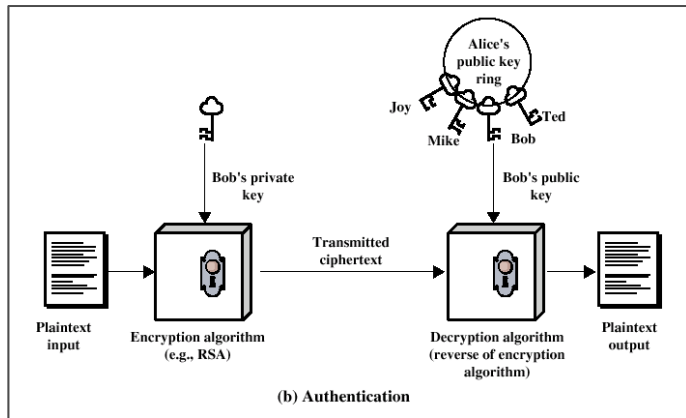 Alice's
public key
ring
Joy
Mike
Bob
Ted
Bob's private
key
Bob's public
key
Transmitted
ciphertext
Plaintext
input
Encryption algorithm
(e.g., RSA)
Decryption algorithm
(reverse of encryption
algorithm)
Plaintext
output
(b) Authentication